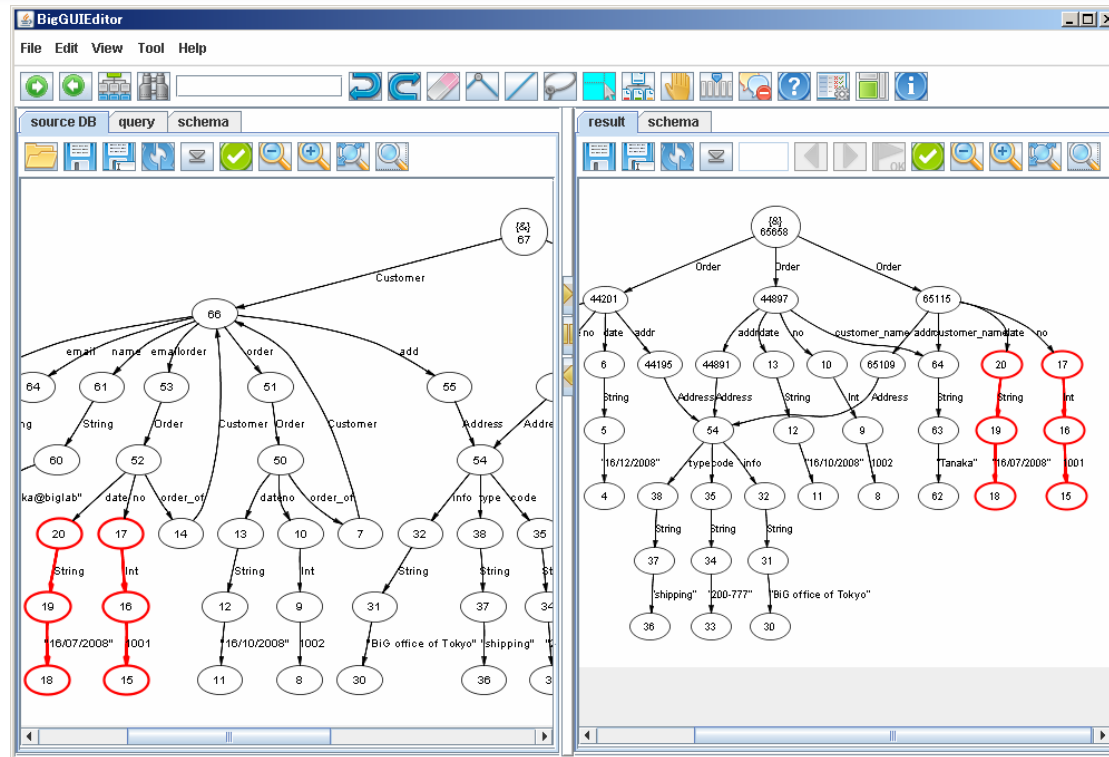 BigGUIEditor
File Edit View Tool Help
source DB query schema
result schema
{&}
67
Customer
66
email name email order order add
64 61 53 51 55
String Order Customer Order Customer Address Address
60 52 50 54
ka@biglab" date no order_of date no order_of info type code
20 17 14 13 10 7 32 38 35
String Int String Int String String
19 16 12 9 31 37 34
"16/07/2008" 1001 "16/10/2008" 1002 "BiG office of Tokyo" "shipping"
18 15 11 8 30 36
OK
{&}
65658
Order Order Order
44201 44897 65115
no date addr addr date no customer_name addr customer_name date no
6 44195 44891 13 10 65109 64 20 17
String Address Address String Int Address String String Int
5 54 12 9 63 19 16
"16/12/2008" type code info "16/10/2008" 1002 "Tanaka" "16/07/2008" 1001
4 38 35 32 11 8 62 18 15
String String String
37 34 31
"shipping" "200-777" "BiG office of Tokyo"
36 33 30